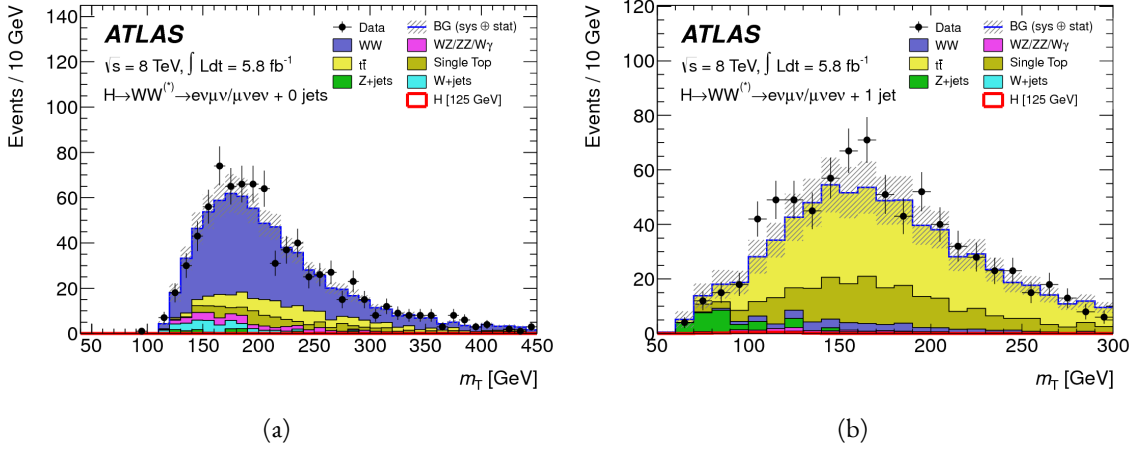 Events / 10 GeV
140
120
100
80
60
40
20
0
ATLAS
√s = 8 TeV, ∫ Ldt = 5.8 fb⁻¹
H→WW(*)→eνμν/μνeν + 0 jets
Data
BG (sys ⊕ stat)
WW
WZ/ZZ/Wγ
tt̄
Single Top
Z+jets
W+jets
H [125 GeV]
50 100 150 200 250 300 350 400 450
mT [GeV]
(a)
Events / 10 GeV
120
100
80
60
40
20
0
ATLAS
√s = 8 TeV, ∫ Ldt = 5.8 fb⁻¹
H→WW(*)→eνμν/μνeν + 1 jet
Data
BG (sys ⊕ stat)
WW
WZ/ZZ/Wγ
tt̄
Single Top
Z+jets
W+jets
H [125 GeV]
50 100 150 200 250 300
mT [GeV]
(b)